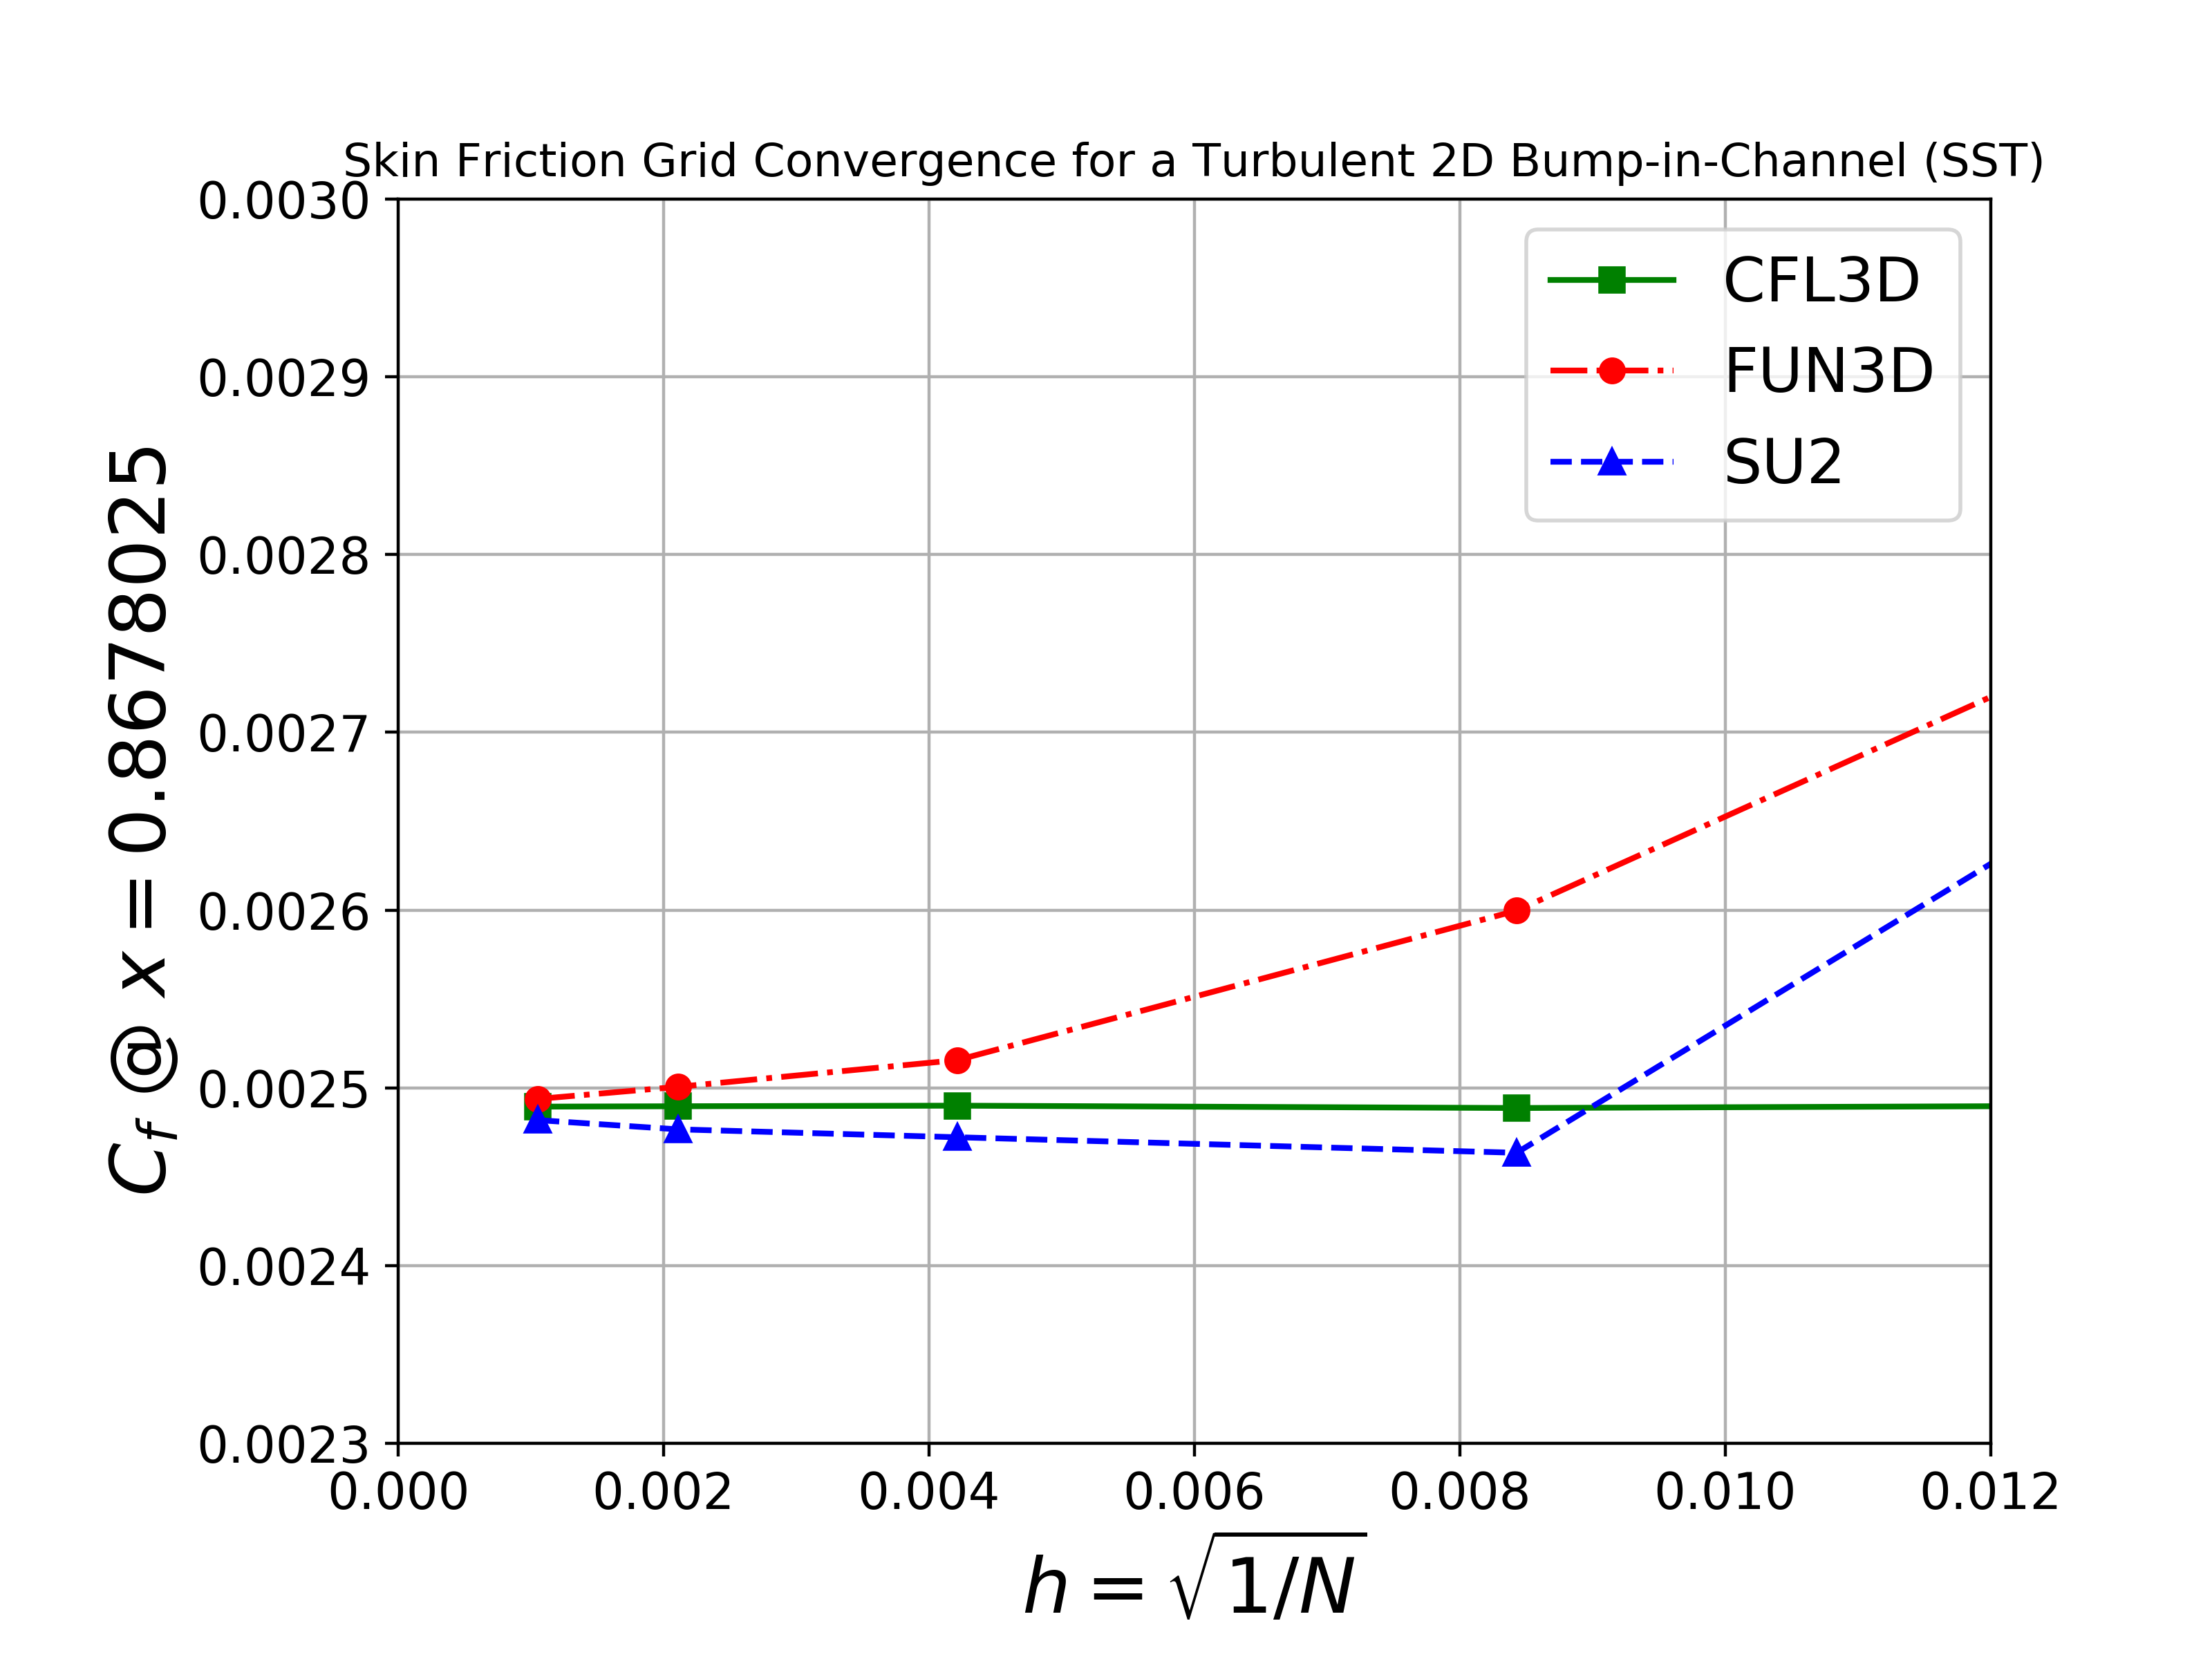 Skin Friction Grid Convergence for a Turbulent 2D Bump-in-Channel (SST)
CFL3D
FUN3D
SU2
C_f @ x = 0.8678025
0.0030
0.0029
0.0028
0.0027
0.0026
0.0025
0.0024
0.0023
0.000
0.002
0.004
0.006
0.008
0.010
0.012
h = √1/N